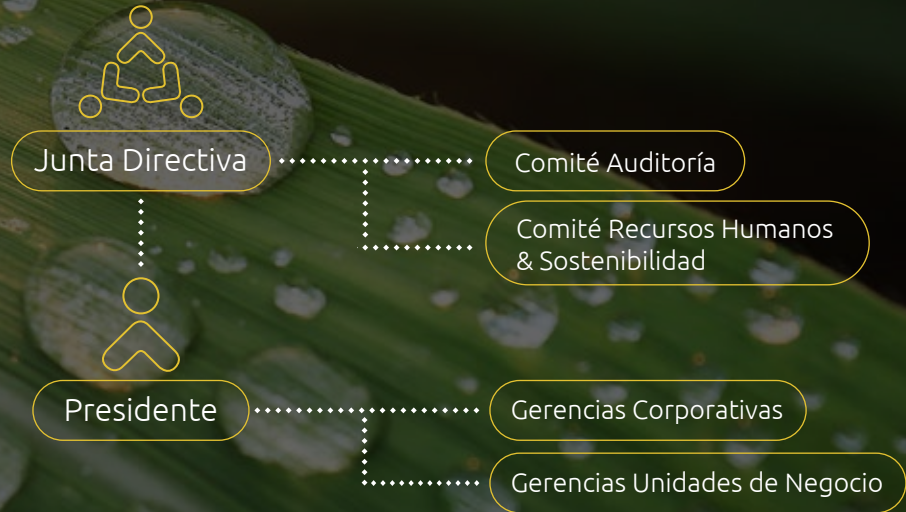 Junta Directiva
Comité Auditoría
Comité Recursos Humanos
& Sostenibilidad
Presidente
Gerencias Corporativas
Gerencias Unidades de Negocio